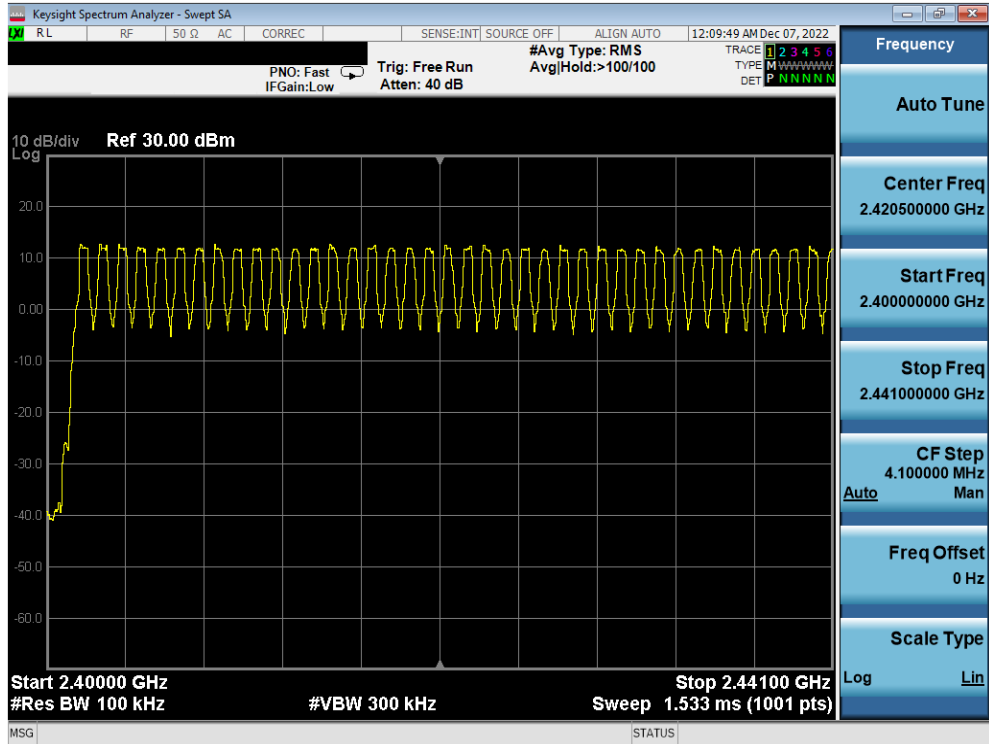 Keysight Spectrum Analyzer - Swept SA
LXI RL RF 50 Ω AC CORREC SENSE:INT SOURCE OFF ALIGN AUTO 12:09:49 AM Dec 07, 2022
PNO: Fast
IFGain:Low
Trig: Free Run
Atten: 40 dB
#Avg Type: RMS
Avg|Hold:>100/100
TRACE 1 2 3 4 5 6
TYPE M WWWWW
DET P N N N N N
10 dB/div Ref 30.00 dBm
Log
20.0
10.0
0.00
-10.0
-20.0
-30.0
-40.0
-50.0
-60.0
Start 2.40000 GHz Stop 2.44100 GHz
#Res BW 100 kHz #VBW 300 kHz Sweep 1.533 ms (1001 pts)
MSG STATUS
Frequency
Auto Tune
Center Freq
2.420500000 GHz
Start Freq
2.400000000 GHz
Stop Freq
2.441000000 GHz
CF Step
4.100000 MHz
Auto Man
Freq Offset
0 Hz
Scale Type
Log Lin